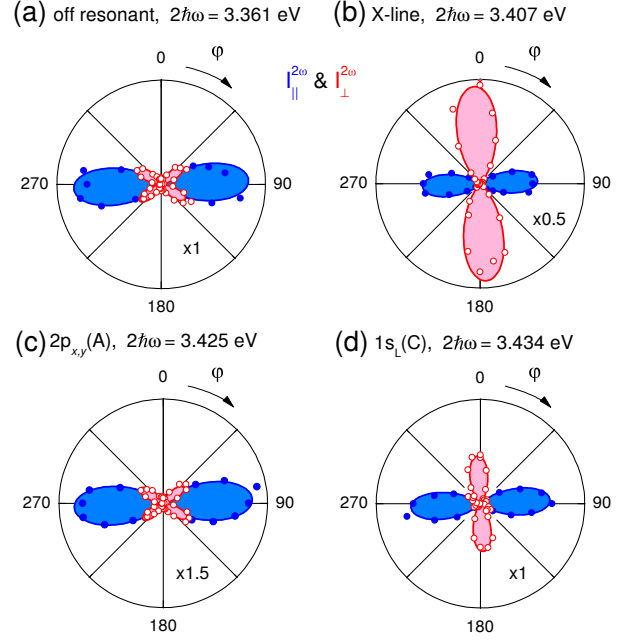 (a) off resonant, 2ħω = 3.361 eV
(b) X-line, 2ħω = 3.407 eV
0
φ
I∥^2ω & I⊥^2ω
0
φ
270
90
270
90
x1
x0.5
180
180
(c) 2p_x,y(A), 2ħω = 3.425 eV
(d) 1s_L(C), 2ħω = 3.434 eV
0
φ
0
φ
270
90
270
90
x1.5
x1
180
180